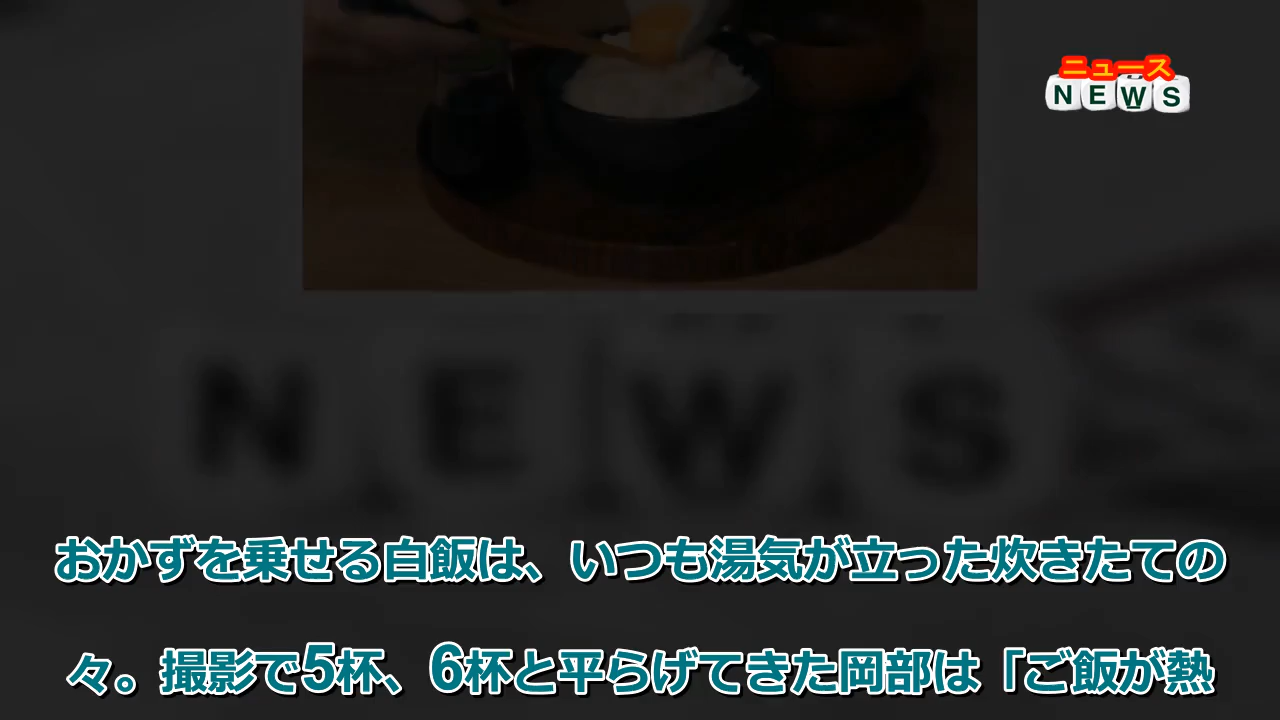 ニュース
NEWS
NEWS
おかずを乗せる白飯は、いつも湯気が立った炊きたての
々。撮影で5杯、6杯と平らげてきた岡部は「ご飯が熱